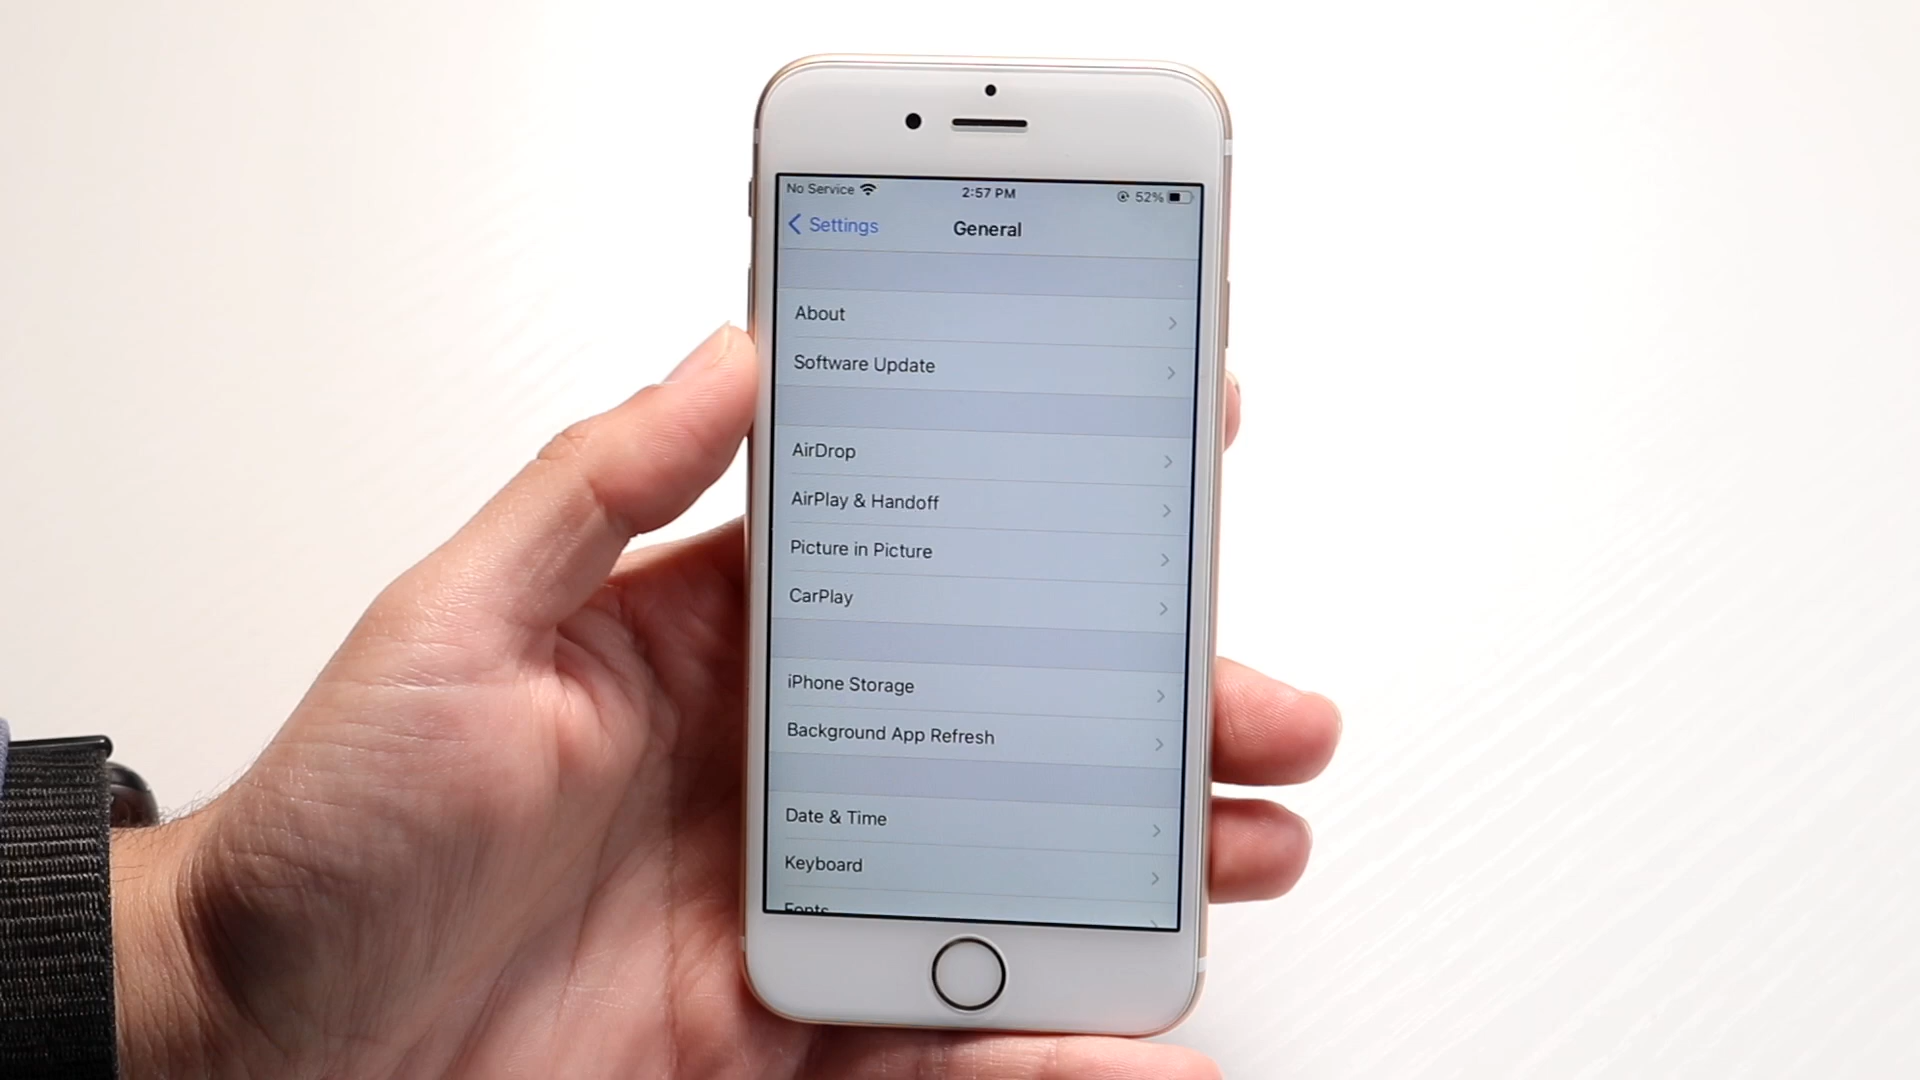 No Service 2:57 PM 52%
Settings General
About
Software Update
AirDrop
AirPlay & Handoff
Picture in Picture
CarPlay
iPhone Storage
Background App Refresh
Date & Time
Keyboard
Fonts